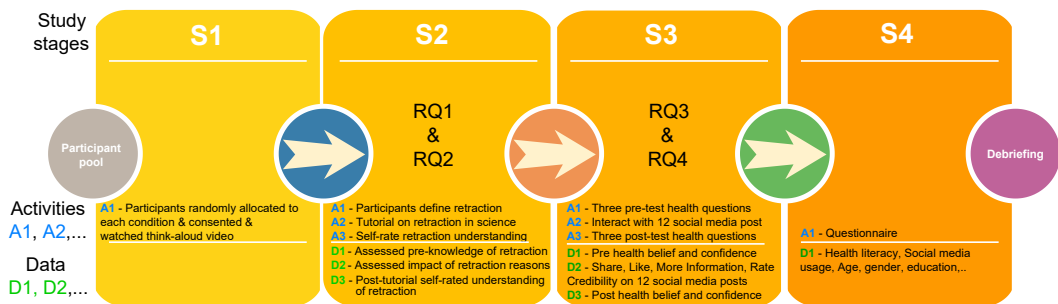 Study
stages
S1
S2
S3
S4
Participant
pool
RQ1
&
RQ2
RQ3
&
RQ4
Debriefing
Activities
A1, A2,...
Data
D1, D2,...
A1 - Participants randomly allocated to
each condition & consented &
watched think-aloud video
A1 - Participants define retraction
A2 - Tutorial on retraction in science
A3 - Self-rate retraction understanding
D1 - Assessed pre-knowledge of retraction
D2 - Assessed impact of retraction reasons
D3 - Post-tutorial self-rated understanding
of retraction
A1 - Three pre-test health questions
A2 - Interact with 12 social media post
A3 - Three post-test health questions
D1 - Pre health belief and confidence
D2 - Share, Like, More Information, Rate
Credibility on 12 social media posts
D3 - Post health belief and confidence
A1 - Questionnaire
D1 - Health literacy, Social media
usage, Age, gender, education,..